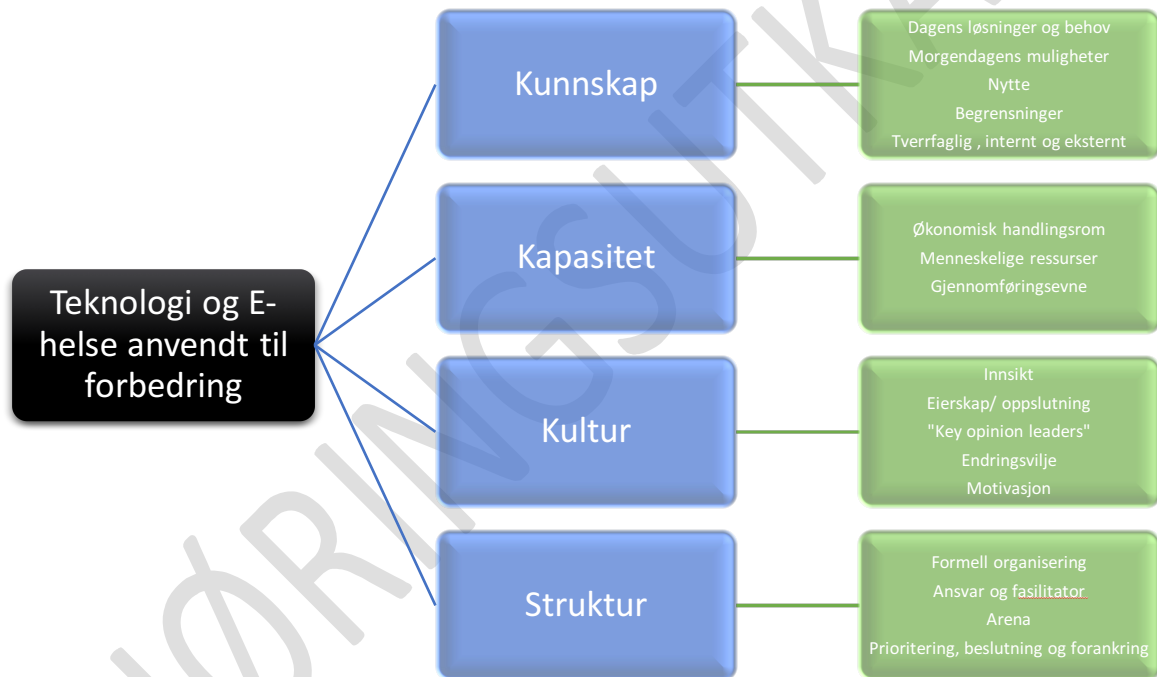 Teknologi og E-
helse anvendt til
forbedring
Kunnskap
Dagens løsninger og behov
Morgendagens muligheter
Nytte
Begrensninger
Tverrfaglig , internt og eksternt
Kapasitet
Økonomisk handlingsrom
Menneskelige ressurser
Gjennomføringsevne
Kultur
Innsikt
Eierskap/ oppslutning
"Key opinion leaders"
Endringsvilje
Motivasjon
Struktur
Formell organisering
Ansvar og fasilitator
Arena
Prioritering, beslutning og forankring